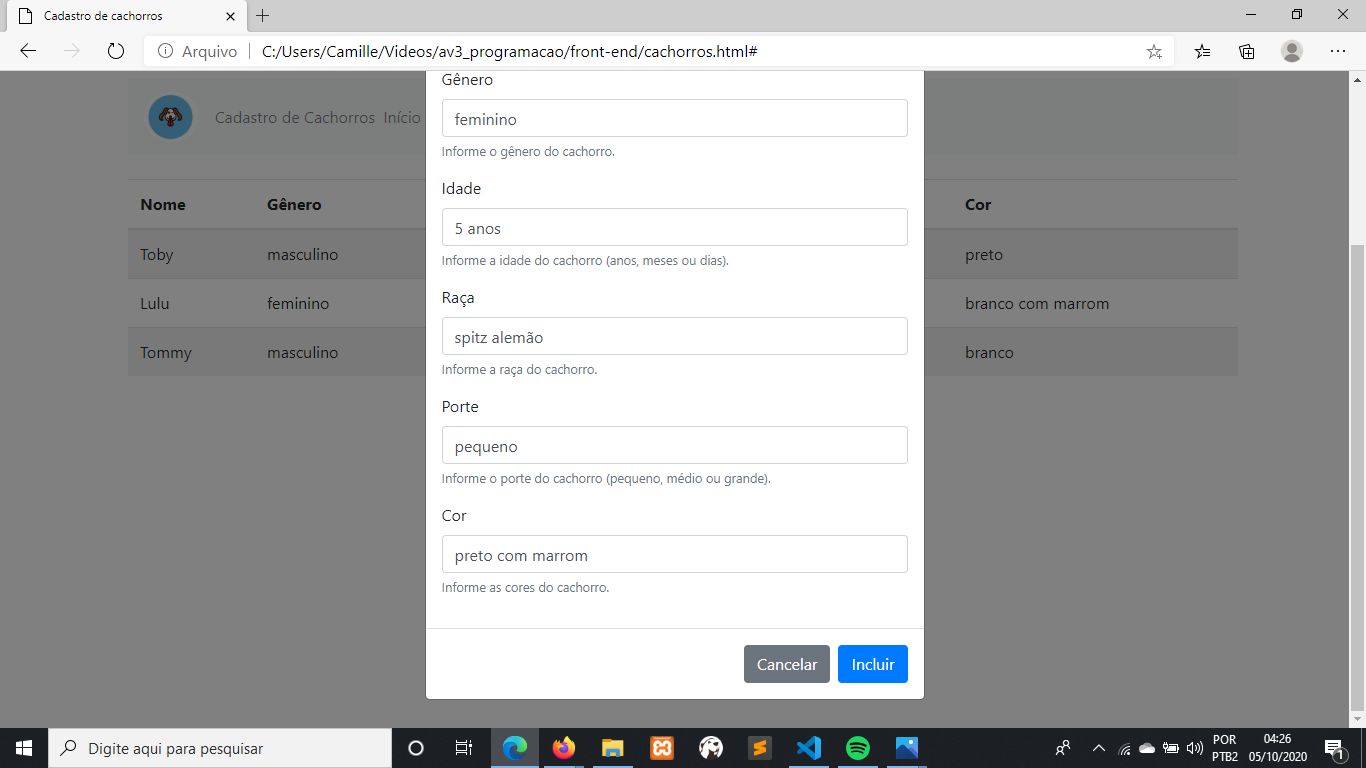 Cadastro de cachorros
Arquivo C:/Users/Camille/Videos/av3_programacao/front-end/cachorros.html#
Cadastro de Cachorros Início
Nome Gênero Cor
Toby masculino preto
Lulu feminino branco com marrom
Tommy masculino branco
Gênero
feminino
Informe o gênero do cachorro.
Idade
5 anos
Informe a idade do cachorro (anos, meses ou dias).
Raça
spitz alemão
Informe a raça do cachorro.
Porte
pequeno
Informe o porte do cachorro (pequeno, médio ou grande).
Cor
preto com marrom
Informe as cores do cachorro.
Cancelar Incluir
Digite aqui para pesquisar
POR 04:26
PTB2 05/10/2020
1